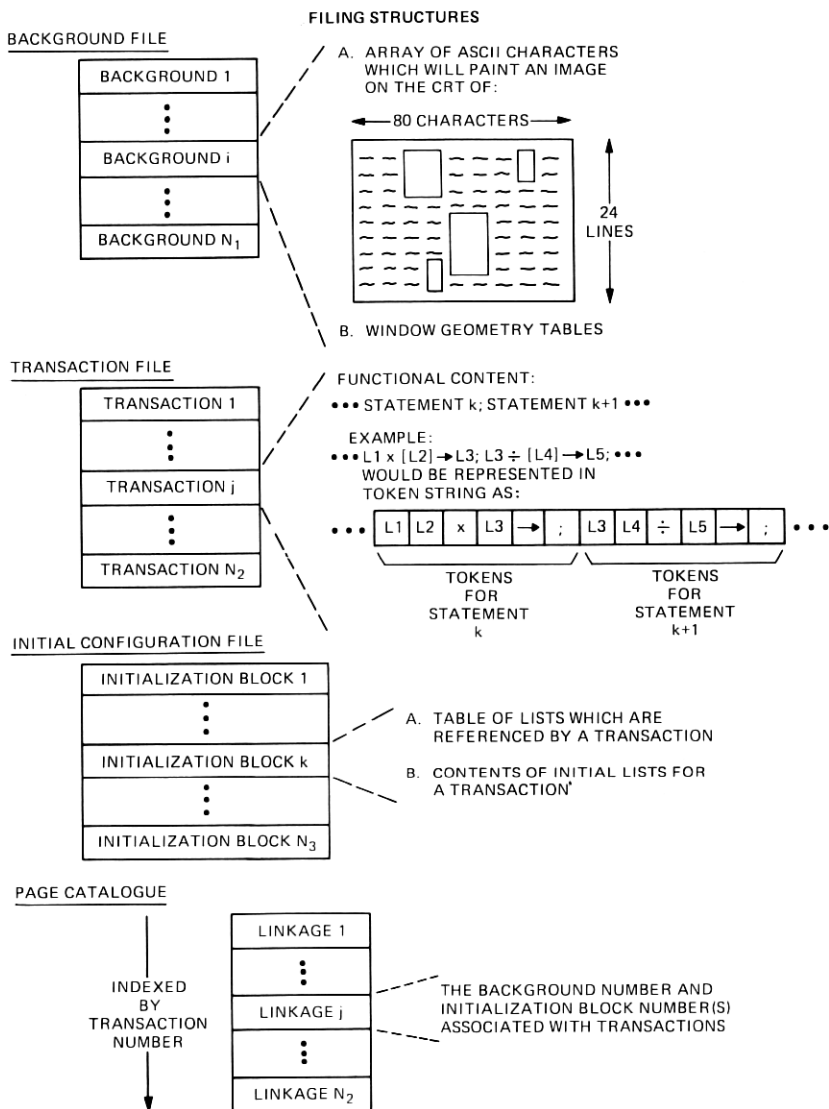 FILING STRUCTURES
BACKGROUND FILE
BACKGROUND 1
BACKGROUND i
BACKGROUND N1
A. ARRAY OF ASCII CHARACTERS
WHICH WILL PAINT AN IMAGE
ON THE CRT OF:
80 CHARACTERS
24
LINES
B. WINDOW GEOMETRY TABLES
TRANSACTION FILE
TRANSACTION 1
TRANSACTION j
TRANSACTION N2
FUNCTIONAL CONTENT:
••• STATEMENT k; STATEMENT k+1 •••
EXAMPLE:
••• L1 x [L2] → L3; L3 ÷ [L4] → L5; •••
WOULD BE REPRESENTED IN
TOKEN STRING AS:
••• L1 L2 x L3 → ; L3 L4 ÷ L5 → ; •••
TOKENS
FOR
STATEMENT
k
TOKENS
FOR
STATEMENT
k+1
INITIAL CONFIGURATION FILE
INITIALIZATION BLOCK 1
INITIALIZATION BLOCK k
INITIALIZATION BLOCK N3
A. TABLE OF LISTS WHICH ARE
REFERENCED BY A TRANSACTION
B. CONTENTS OF INITIAL LISTS FOR
A TRANSACTION
PAGE CATALOGUE
INDEXED
BY
TRANSACTION
NUMBER
LINKAGE 1
LINKAGE j
LINKAGE N2
THE BACKGROUND NUMBER AND
INITIALIZATION BLOCK NUMBER(S)
ASSOCIATED WITH TRANSACTIONS